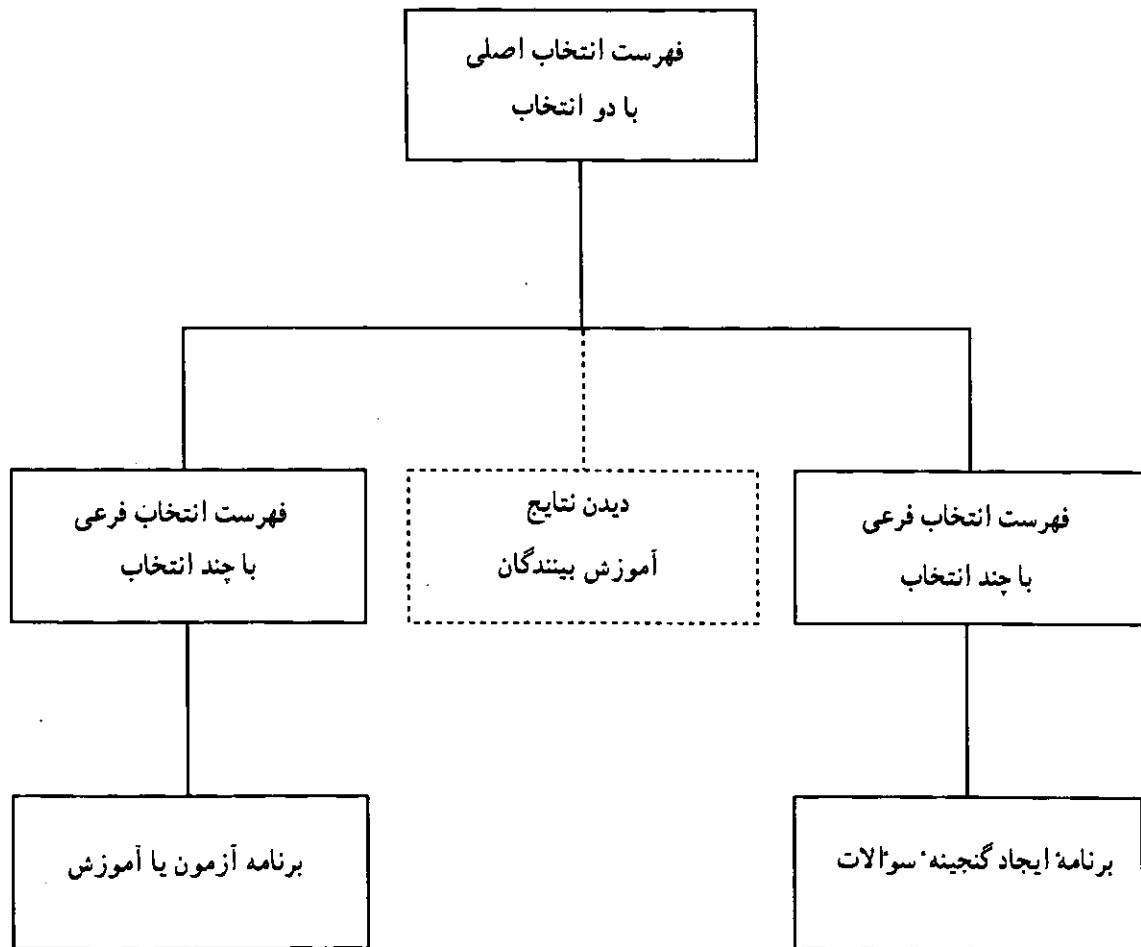 فهرست انتخاب اصلی
با دو انتخاب
فهرست انتخاب فرعی
با چند انتخاب
دیدن نتایج
آموزش بینندگان
فهرست انتخاب فرعی
با چند انتخاب
برنامهٔ ایجاد گنجینهٔ سوٴالات
برنامه آزمون یا آموزش